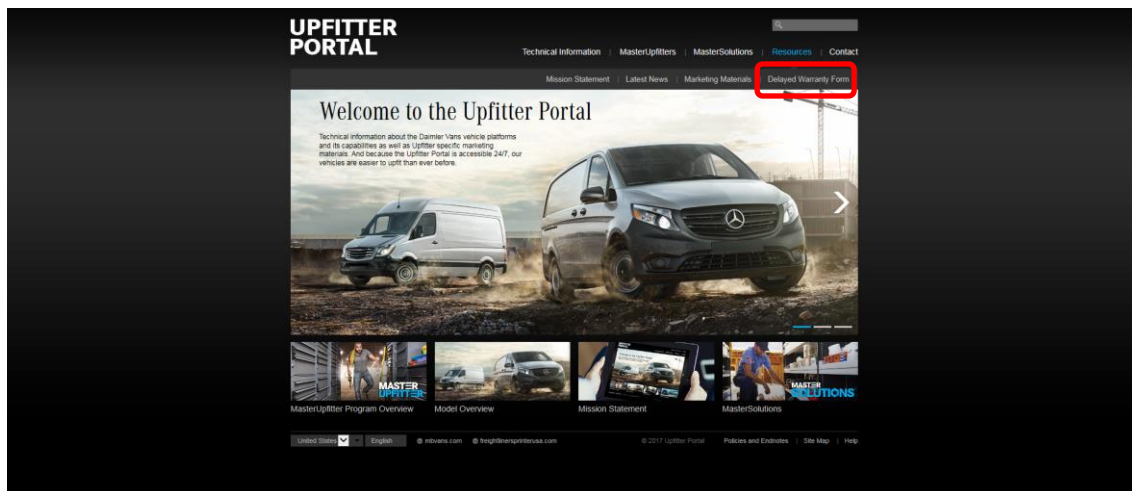 UPFITTER
PORTAL
Technical Information | MasterUpfitters | MasterSolutions | Resources | Contact
Mission Statement | Latest News | Marketing Materials | Delayed Warranty Form
Welcome to the Upfitter Portal
Technical information about the Daimler Vans vehicle platforms
and its capabilities as well as Upfitter specific marketing
materials. And because the Upfitter Portal is accessible 24/7, our
vehicles are easier to upfit than ever before.
MASTER
UPFITTER
MASTER
SOLUTIONS
MasterUpfitter Program Overview
Model Overview
Mission Statement
MasterSolutions
United States English mbvans.com freightlinersprinterusa.com © 2017 Upfitter Portal Policies and Endnotes | Site Map | Help